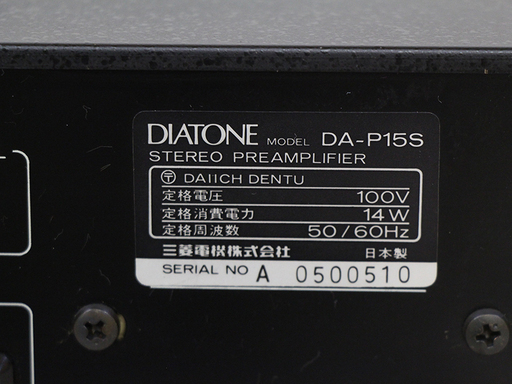 DIATONE MODEL DA-P15S
STEREO PREAMPLIFIER
〒 DAIICH DENTU
定格電圧 100V
定格消費電力 14W
定格周波数 50/60Hz
三菱電機株式会社 日本製
SERIAL NO A 0500510